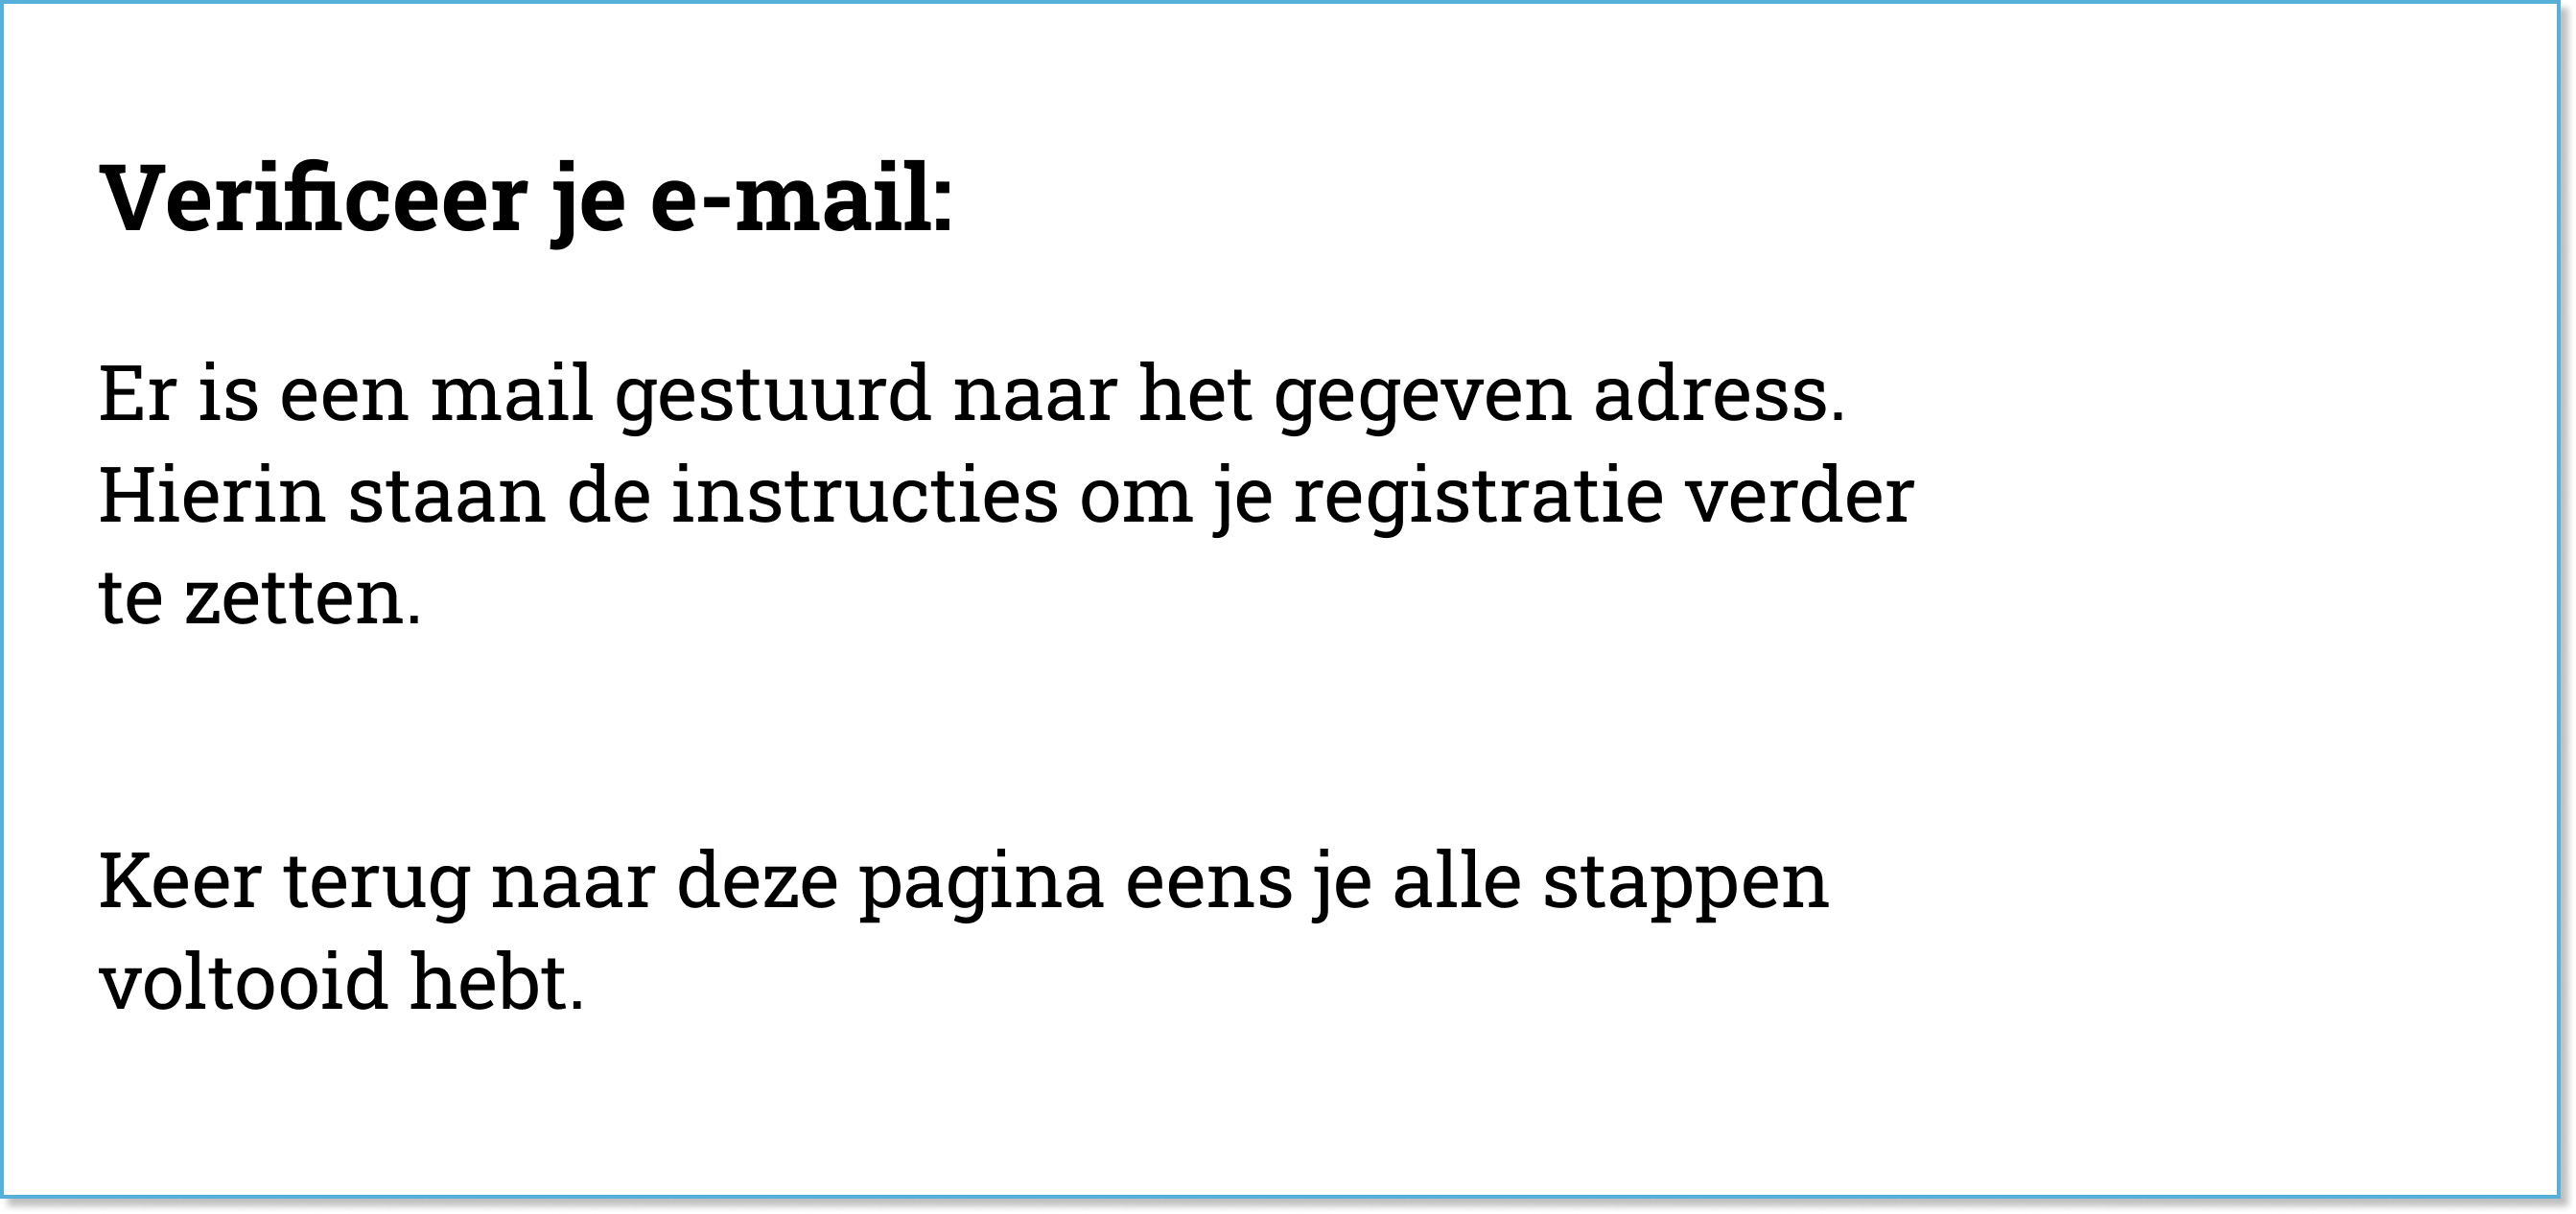 Verificeer je e-mail:
Er is een mail gestuurd naar het gegeven adress.
Hierin staan de instructies om je registratie verder
te zetten.
Keer terug naar deze pagina eens je alle stappen
voltooid hebt.